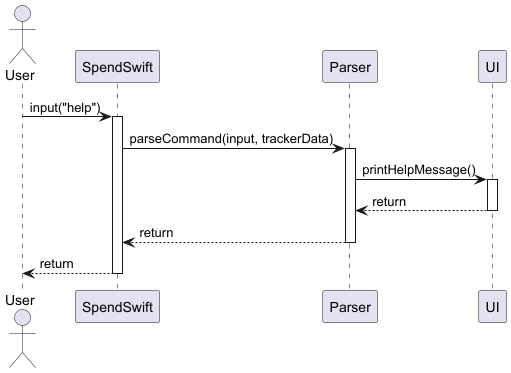 User
SpendSwift
Parser
UI
input("help")
parseCommand(input, trackerData)
printHelpMessage()
return
return
return
User
SpendSwift
Parser
UI